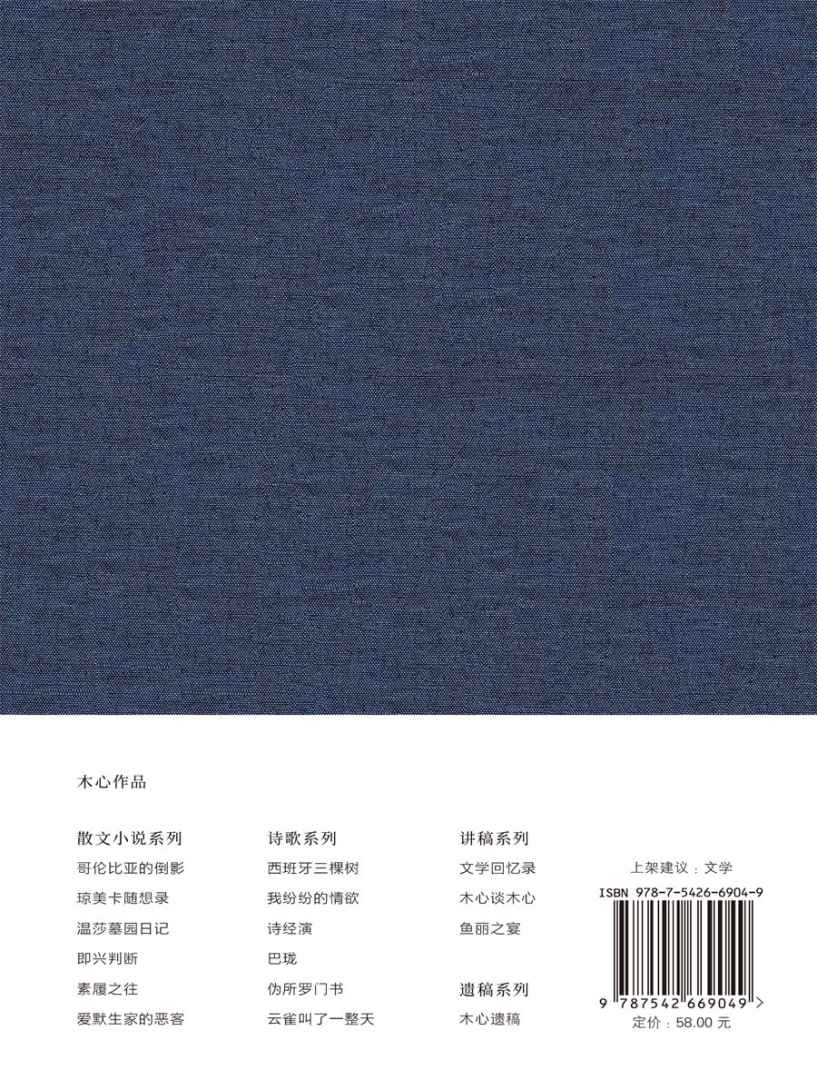 木心作品
散文小说系列
哥伦比亚的倒影
琼美卡随想录
温莎墓园日记
即兴判断
素履之往
爱默生家的恶客
诗歌系列
西班牙三棵树
我纷纷的情欲
诗经演
巴珑
伪所罗门书
云雀叫了一整天
讲稿系列
文学回忆录
木心谈木心
鱼丽之宴
遗稿系列
木心遗稿
上架建议：文学
ISBN 978-7-5426-6904-9
9 787542 669049 >
定价：58.00 元